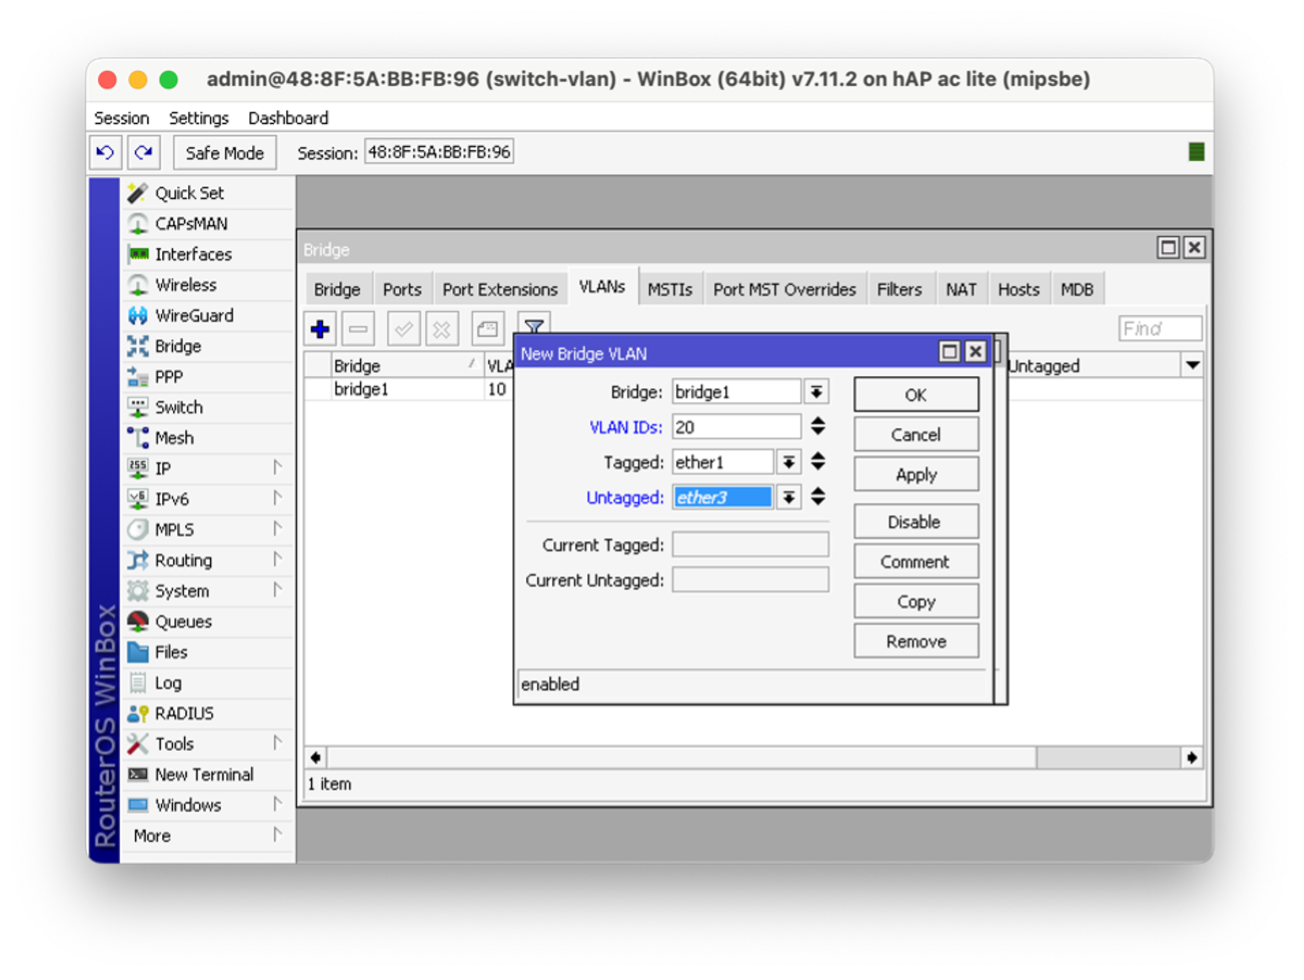 admin@48:8F:5A:BB:FB:96 (switch-vlan) - WinBox (64bit) v7.11.2 on hAP ac lite (mipsbe)
Session Settings Dashboard
Safe Mode Session: 48:8F:5A:BB:FB:96
RouterOS WinBox
Quick Set
CAPsMAN
Interfaces
Wireless
WireGuard
Bridge
PPP
Switch
Mesh
255 IP
v6 IPv6
MPLS
Routing
System
Queues
Files
Log
RADIUS
Tools
New Terminal
Windows
More
Bridge
Bridge Ports Port Extensions VLANs MSTIs Port MST Overrides Filters NAT Hosts MDB
Find
Bridge VLA Untagged
bridge1 10
New Bridge VLAN
Bridge: bridge1
VLAN IDs: 20
Tagged: ether1
Untagged: ether3
Current Tagged:
Current Untagged:
OK
Cancel
Apply
Disable
Comment
Copy
Remove
enabled
1 item